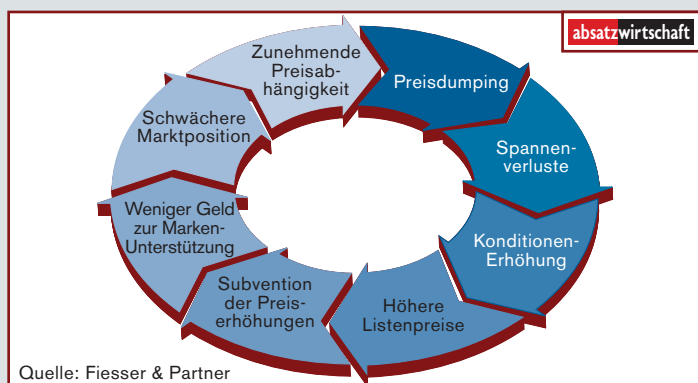 absatzwirtschaft
Zunehmende
Preisab-
hängigkeit
Preisdumping
Spannen-
verluste
Konditionen-
Erhöhung
Höhere
Listenpreise
Subvention
der Preis-
erhöhungen
Weniger Geld
zur Marken-
Unterstützung
Schwächere
Marktposition
Quelle: Fiesser & Partner